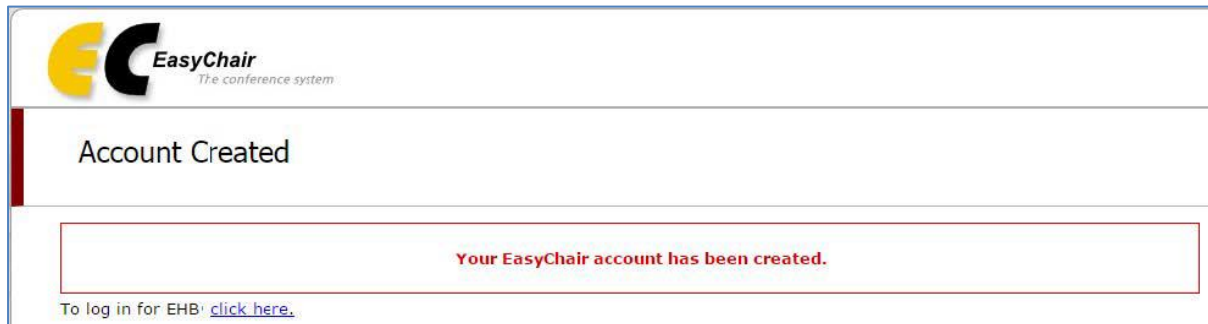 EC
EasyChair
The conference system
Account Created
Your EasyChair account has been created.
To log in for EHB click here.